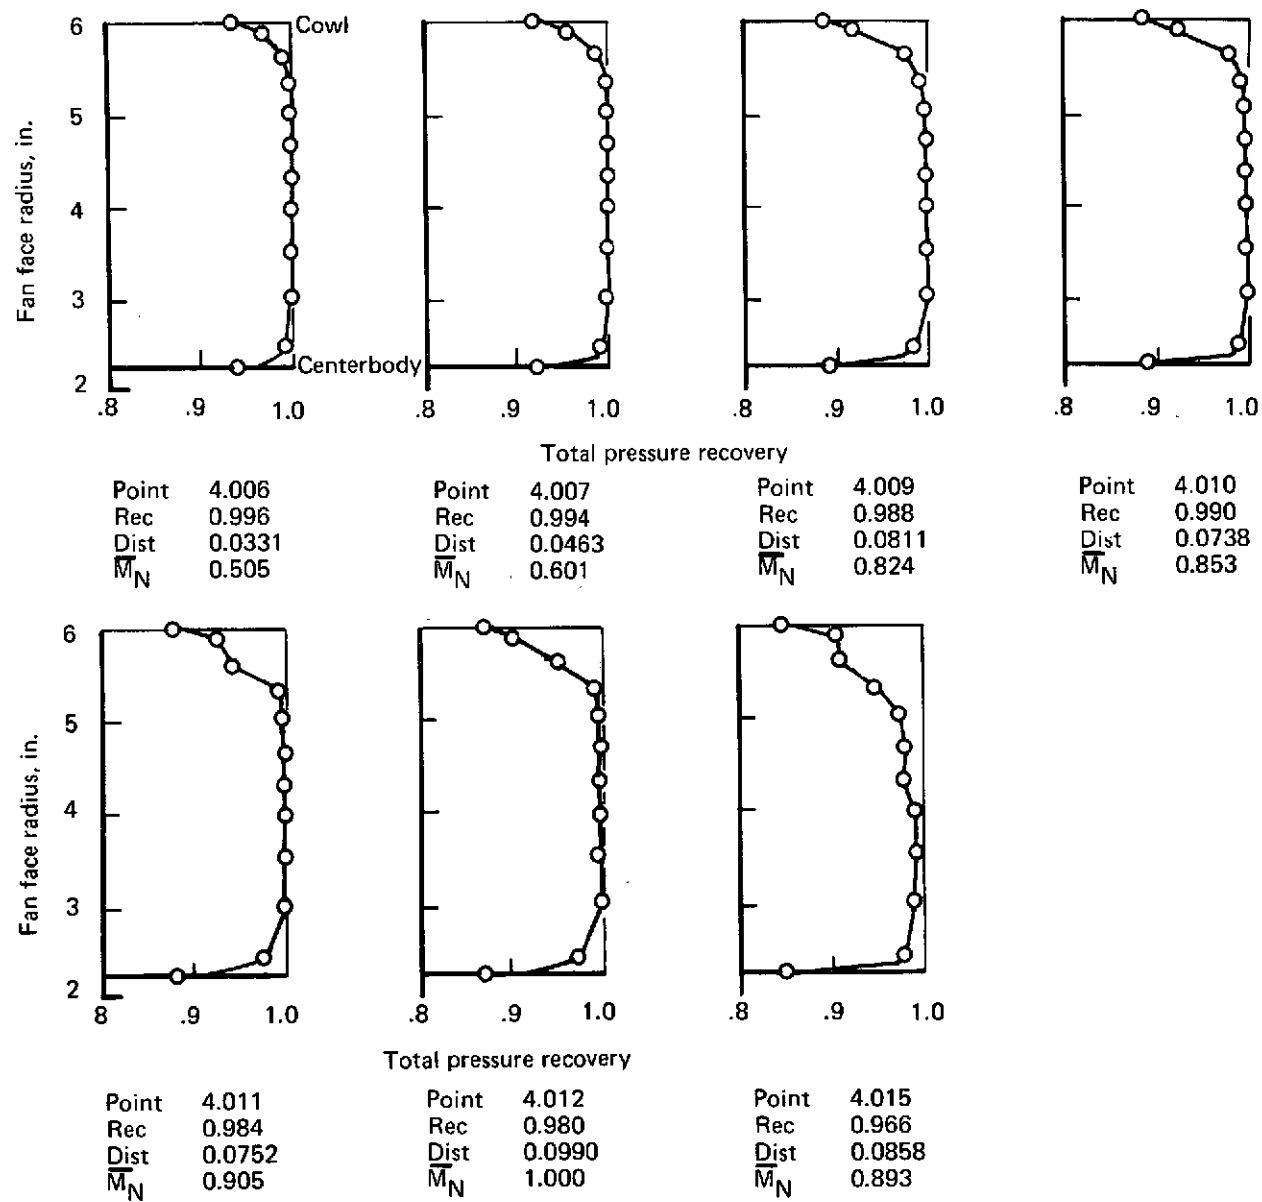 6
5
4
3
2
Fan face radius, in.
Cowl
Centerbody
.8 .9 1.0
.8 .9 1.0
.8 .9 1.0
.8 .9 1.0
Total pressure recovery
Point 4.006
Rec 0.996
Dist 0.0331
M̅N 0.505
Point 4.007
Rec 0.994
Dist 0.0463
M̅N 0.601
Point 4.009
Rec 0.988
Dist 0.0811
M̅N 0.824
Point 4.010
Rec 0.990
Dist 0.0738
M̅N 0.853
6
5
4
3
2
Fan face radius, in.
8 .9 1.0
.8 .9 1.0
.8 .9 1.0
Total pressure recovery
Point 4.011
Rec 0.984
Dist 0.0752
M̅N 0.905
Point 4.012
Rec 0.980
Dist 0.0990
M̅N 1.000
Point 4.015
Rec 0.966
Dist 0.0858
M̅N 0.893